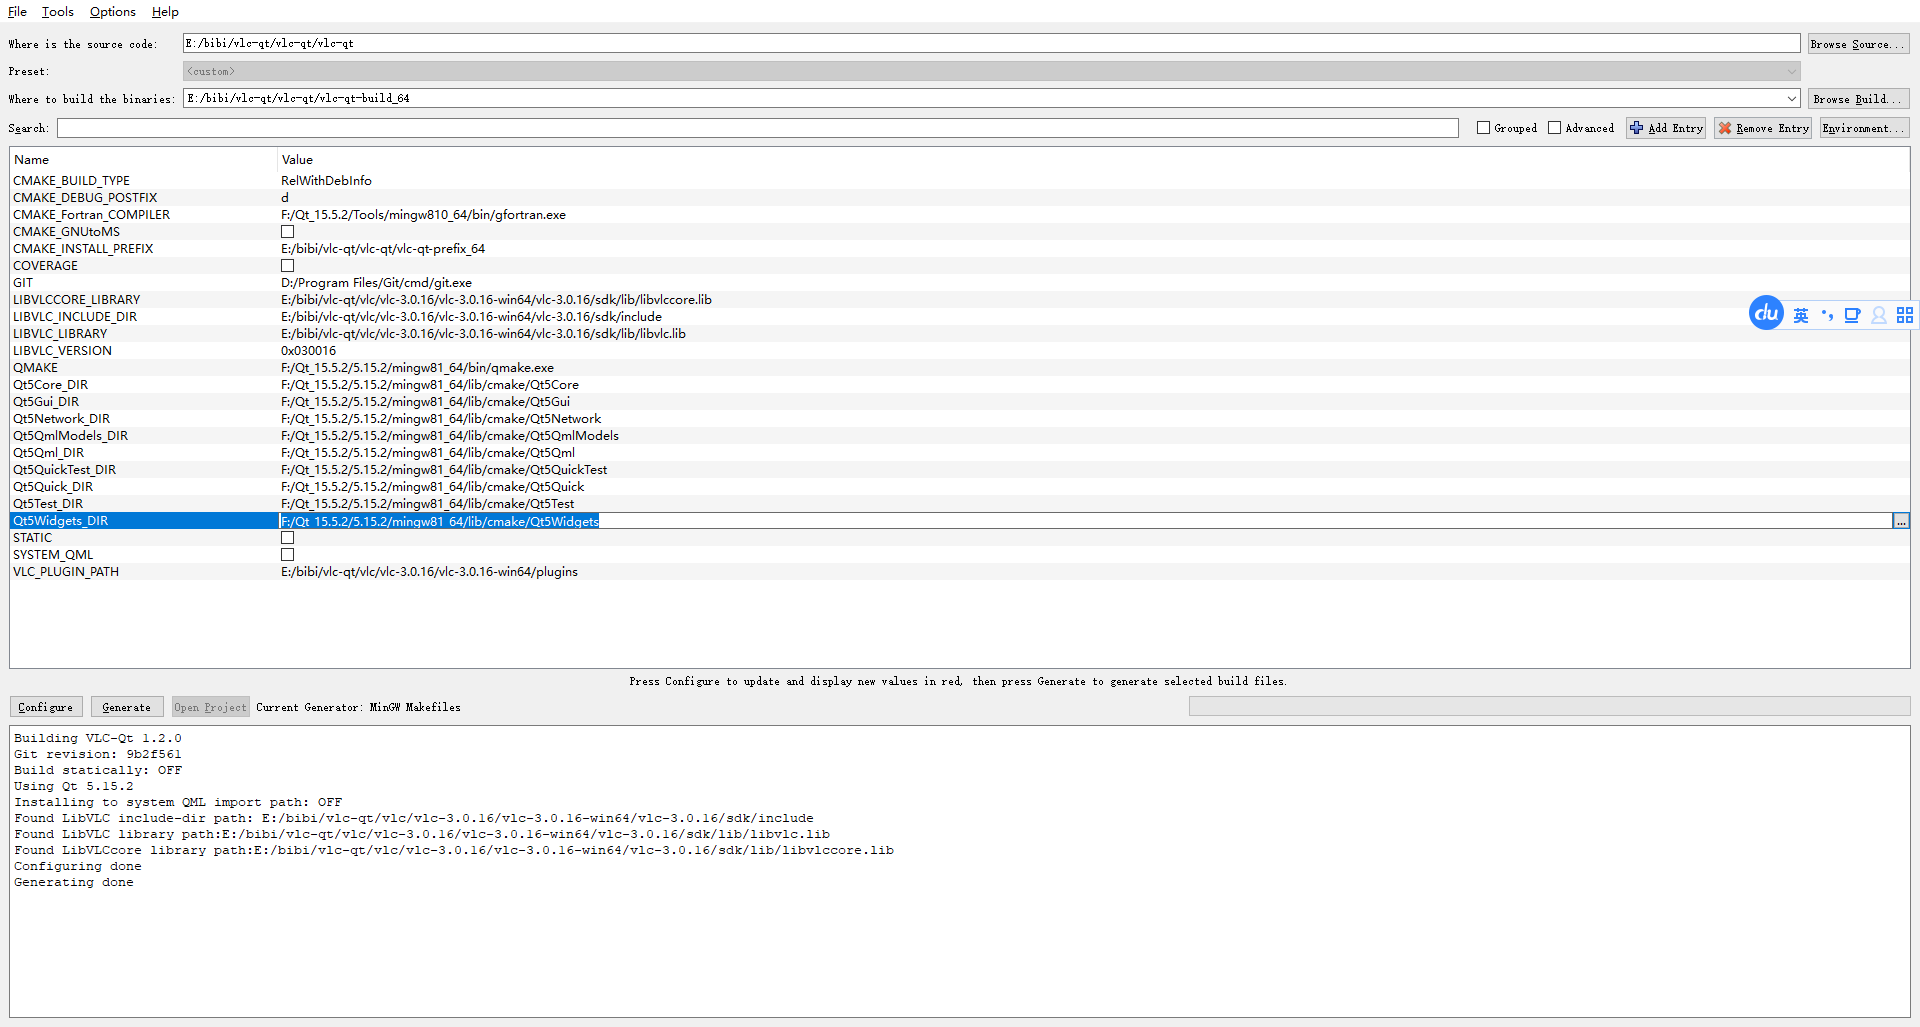 File Tools Options Help
Where is the source code: E:/bibi/vlc-qt/vlc-qt/vlc-qt Browse Source...
Preset: <custom>
Where to build the binaries: E:/bibi/vlc-qt/vlc-qt/vlc-qt-build_64 Browse Build...
Search: Grouped Advanced Add Entry Remove Entry Environment...
Name Value
CMAKE_BUILD_TYPE RelWithDebInfo
CMAKE_DEBUG_POSTFIX d
CMAKE_Fortran_COMPILER F:/Qt_15.5.2/Tools/mingw810_64/bin/gfortran.exe
CMAKE_GNUtoMS
CMAKE_INSTALL_PREFIX E:/bibi/vlc-qt/vlc-qt/vlc-qt-prefix_64
COVERAGE
GIT D:/Program Files/Git/cmd/git.exe
LIBVLCCORE_LIBRARY E:/bibi/vlc-qt/vlc/vlc-3.0.16/vlc-3.0.16-win64/vlc-3.0.16/sdk/lib/libvlccore.lib
LIBVLC_INCLUDE_DIR E:/bibi/vlc-qt/vlc/vlc-3.0.16/vlc-3.0.16-win64/vlc-3.0.16/sdk/include
LIBVLC_LIBRARY E:/bibi/vlc-qt/vlc/vlc-3.0.16/vlc-3.0.16-win64/vlc-3.0.16/sdk/lib/libvlc.lib
LIBVLC_VERSION 0x030016
QMAKE F:/Qt_15.5.2/5.15.2/mingw81_64/bin/qmake.exe
Qt5Core_DIR F:/Qt_15.5.2/5.15.2/mingw81_64/lib/cmake/Qt5Core
Qt5Gui_DIR F:/Qt_15.5.2/5.15.2/mingw81_64/lib/cmake/Qt5Gui
Qt5Network_DIR F:/Qt_15.5.2/5.15.2/mingw81_64/lib/cmake/Qt5Network
Qt5QmlModels_DIR F:/Qt_15.5.2/5.15.2/mingw81_64/lib/cmake/Qt5QmlModels
Qt5Qml_DIR F:/Qt_15.5.2/5.15.2/mingw81_64/lib/cmake/Qt5Qml
Qt5QuickTest_DIR F:/Qt_15.5.2/5.15.2/mingw81_64/lib/cmake/Qt5QuickTest
Qt5Quick_DIR F:/Qt_15.5.2/5.15.2/mingw81_64/lib/cmake/Qt5Quick
Qt5Test_DIR F:/Qt_15.5.2/5.15.2/mingw81_64/lib/cmake/Qt5Test
Qt5Widgets_DIR F:/Qt_15.5.2/5.15.2/mingw81_64/lib/cmake/Qt5Widgets ...
STATIC
SYSTEM_QML
VLC_PLUGIN_PATH E:/bibi/vlc-qt/vlc/vlc-3.0.16/vlc-3.0.16-win64/plugins
du 英
Press Configure to update and display new values in red, then press Generate to generate selected build files.
Configure Generate Open Project Current Generator: MinGW Makefiles
Building VLC-Qt 1.2.0
Git revision: 9b2f561
Build statically: OFF
Using Qt 5.15.2
Installing to system QML import path: OFF
Found LibVLC include-dir path: E:/bibi/vlc-qt/vlc/vlc-3.0.16/vlc-3.0.16-win64/vlc-3.0.16/sdk/include
Found LibVLC library path:E:/bibi/vlc-qt/vlc/vlc-3.0.16/vlc-3.0.16-win64/vlc-3.0.16/sdk/lib/libvlc.lib
Found LibVLCcore library path:E:/bibi/vlc-qt/vlc/vlc-3.0.16/vlc-3.0.16-win64/vlc-3.0.16/sdk/lib/libvlccore.lib
Configuring done
Generating done